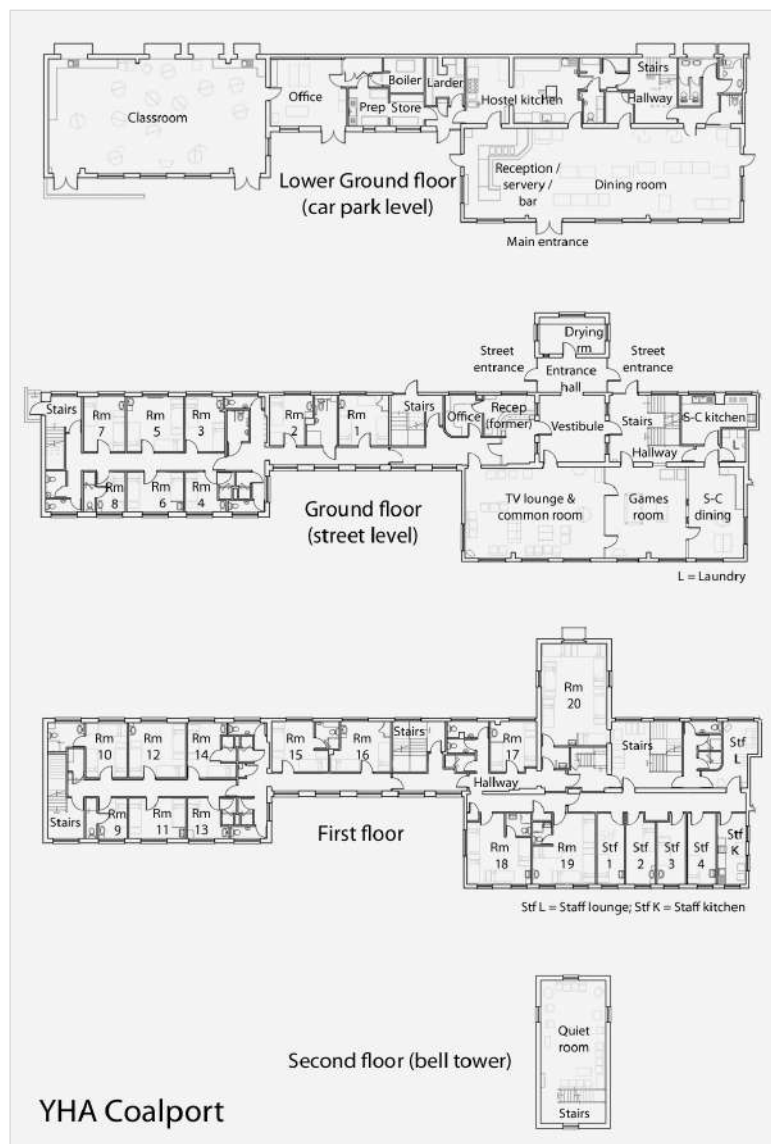 Boiler
Larder
Stairs
Office
Prep
Store
Hostel kitchen
Hallway
Classroom
Lower Ground floor
(car park level)
Reception /
servery /
bar
Dining room
Main entrance
Drying
rm
Street
entrance
Street
entrance
Entrance
hall
Stairs
Rm
7
Rm
5
Rm
3
Rm
2
Rm
1
Stairs
Office
Recep
(former)
Vestibule
Stairs
S-C kitchen
L
Hallway
Rm
8
Rm
6
Rm
4
Ground floor
(street level)
TV lounge &
common room
Games
room
S-C
dining
L = Laundry
Rm
20
Rm
10
Rm
12
Rm
14
Rm
15
Rm
16
Stairs
Rm
17
Stairs
Stf
L
Hallway
Stairs
Rm
9
Rm
11
Rm
13
First floor
Rm
18
Rm
19
Stf
1
Stf
2
Stf
3
Stf
4
Stf
K
Stf L = Staff lounge; Stf K = Staff kitchen
Quiet
room
Second floor (bell tower)
Stairs
YHA Coalport